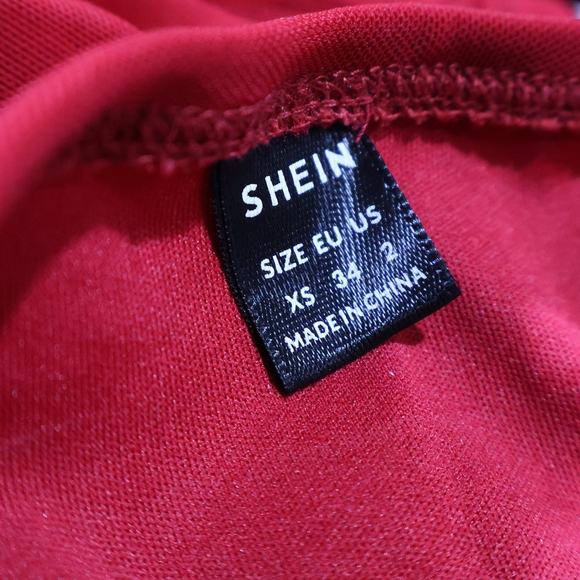 SHEIN
SIZE EU US
XS 34 2
MADE IN CHINA